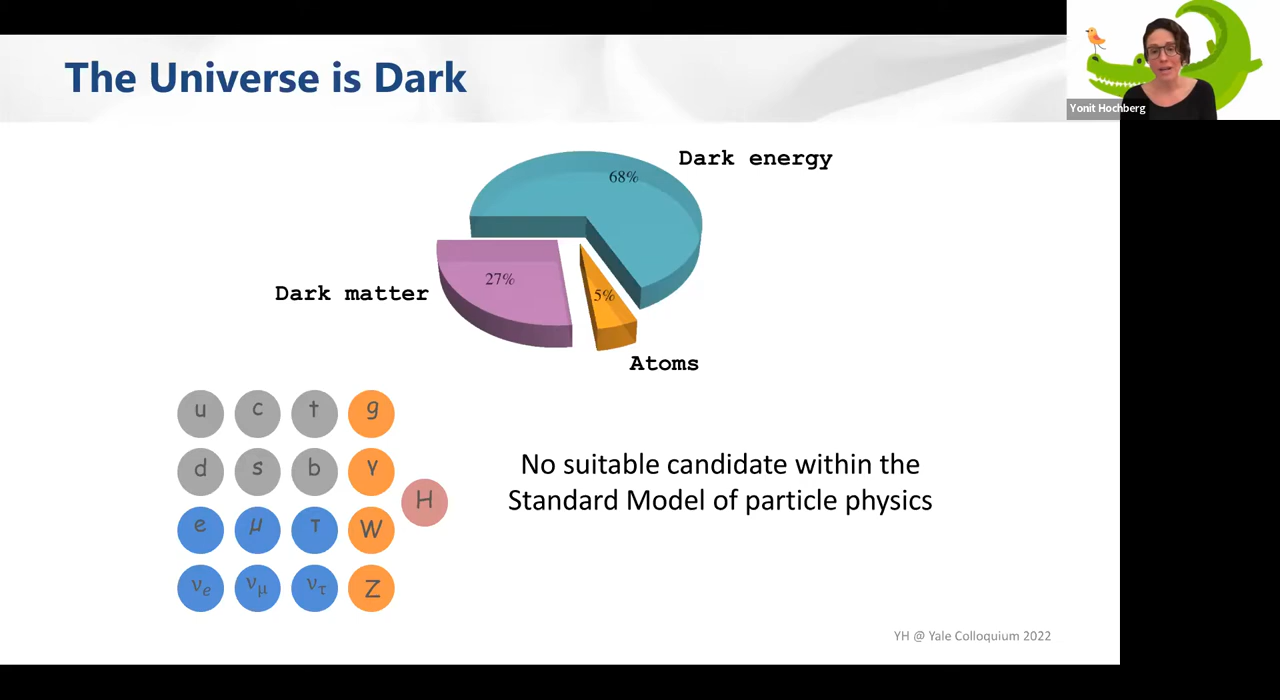 The Universe is Dark
Yonit Hochberg
Dark energy
68%
Dark matter
27%
5%
Atoms
u c t g
d s b γ
H
e μ τ W
νe νμ ντ Z
No suitable candidate within the
Standard Model of particle physics
YH @ Yale Colloquium 2022